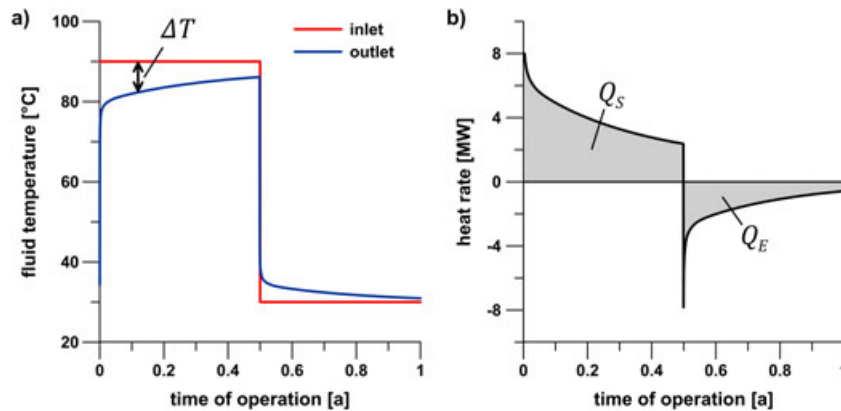 a)
100
80
60
40
20
fluid temperature [°C]
ΔT
inlet
outlet
0
0.2
0.4
0.6
0.8
1
time of operation [a]
b)
8
4
0
-4
-8
heat rate [MW]
Q_S
Q_E
0
0.2
0.4
0.6
0.8
1
time of operation [a]